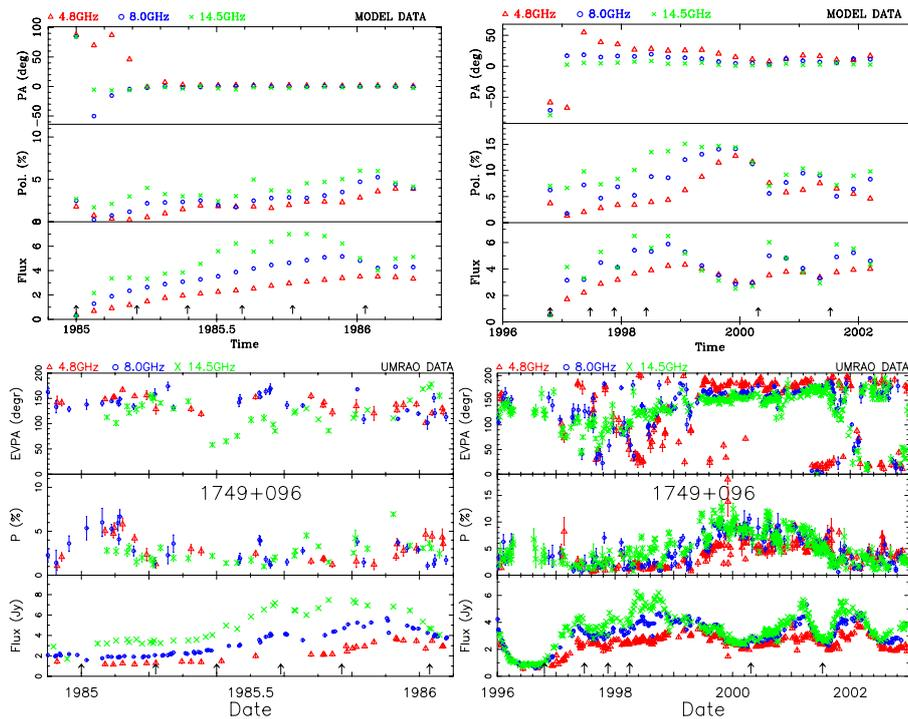 4.8GHz 8.0GHz 14.5GHz MODEL DATA
PA (deg)
100
50
0
−50
Pol. (%)
10
5
0
Flux
8
6
4
2
0
1985 1985.5 1986
Time
4.8GHz 8.0GHz 14.5GHz MODEL DATA
PA (deg)
50
0
−50
Pol. (%)
15
10
5
0
Flux
6
4
2
0
1996 1998 2000 2002
Time
4.8GHz 8.0GHz 14.5GHz UMRAO DATA
EVPA (degr)
200
150
100
50
0
1749+096
P (%)
10
5
0
Flux (Jy)
8
6
4
2
0
1985 1985.5 1986
Date
4.8GHz 8.0GHz 14.5GHz UMRAO DATA
EVPA (degr)
200
150
100
50
0
1749+096
P (%)
15
10
5
0
Flux (Jy)
6
4
2
0
1996 1998 2000 2002
Date